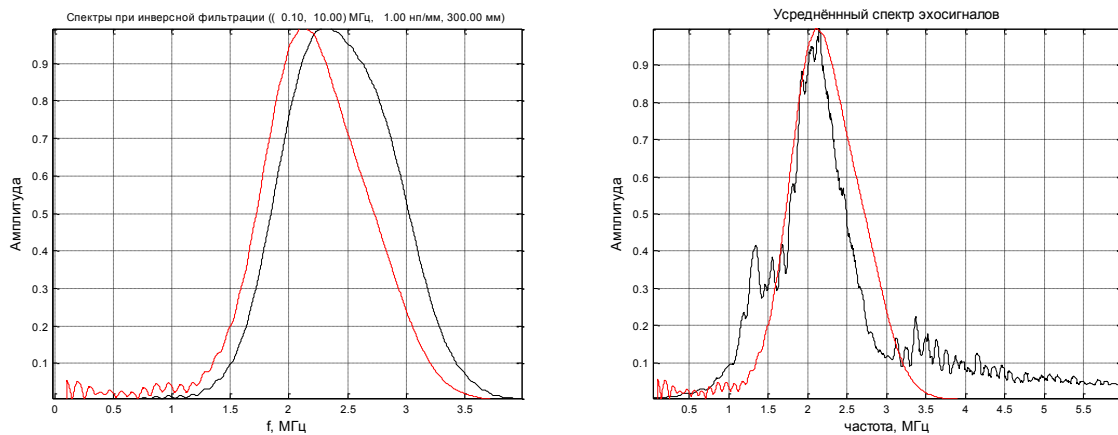 Спектры при инверсной фильтрации (( 0.10, 10.00) МГц, 1.00 нп/мм, 300.00 мм)
Амплитуда
0.9
0.8
0.7
0.6
0.5
0.4
0.3
0.2
0.1
0 0.5 1 1.5 2 2.5 3 3.5
f, МГц
Усреднённный спектр эхосигналов
Амплитуда
0.9
0.8
0.7
0.6
0.5
0.4
0.3
0.2
0.1
0.5 1 1.5 2 2.5 3 3.5 4 4.5 5 5.5
частота, МГц